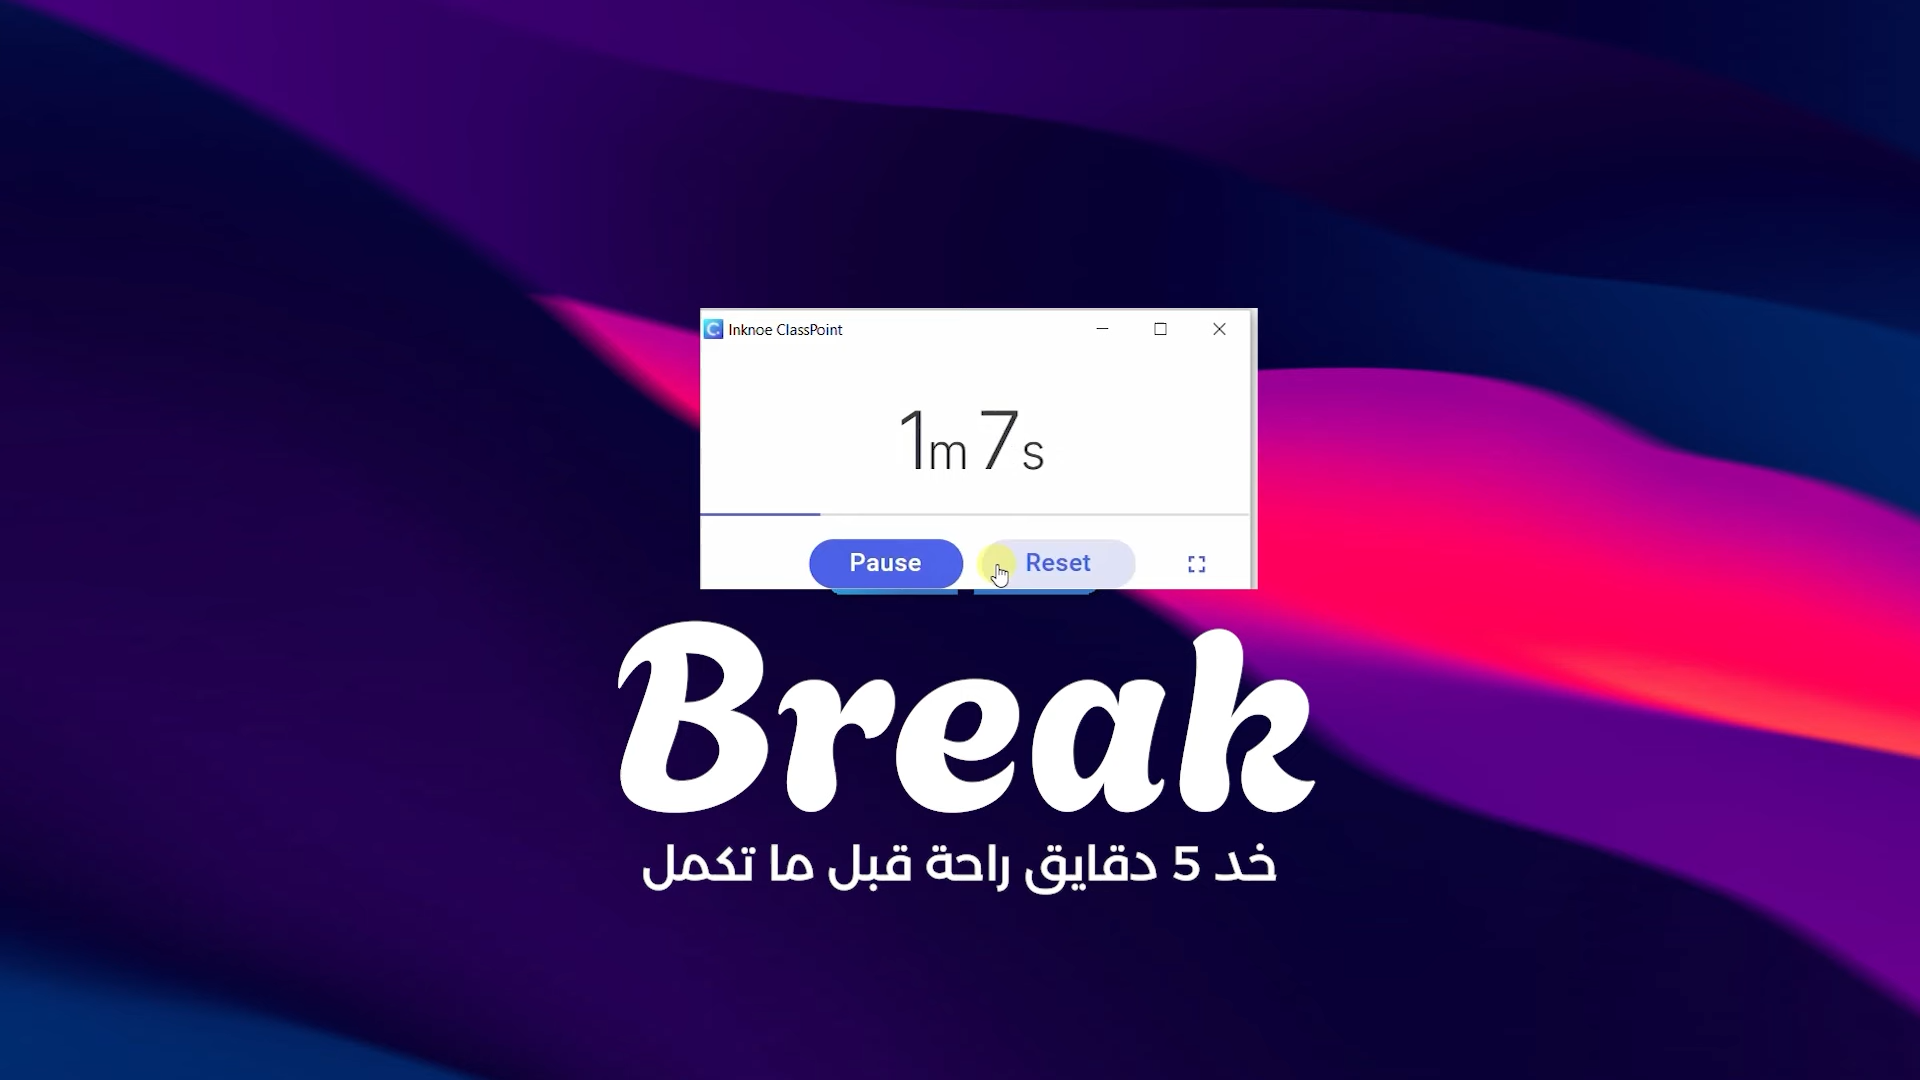 Inknoe ClassPoint
1m 7s
Pause Reset
Break
خد 5 دقايق راحة قبل ما تكمل